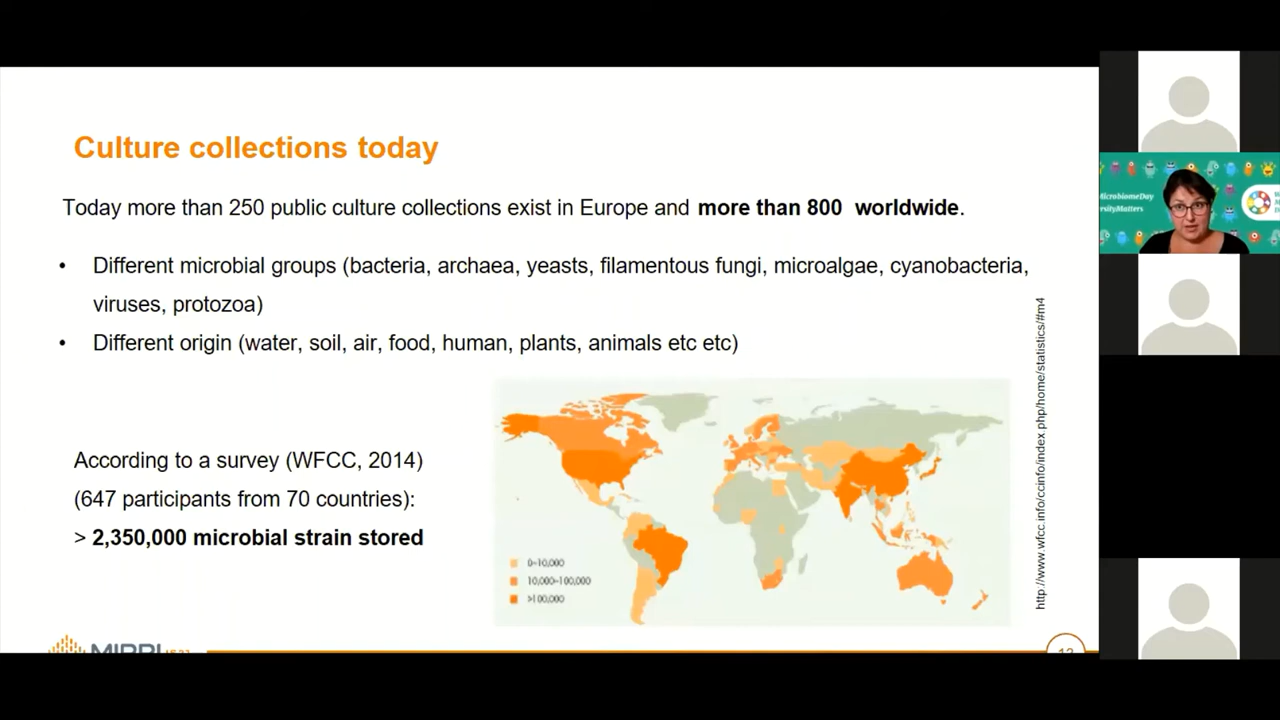 Culture collections today
Today more than 250 public culture collections exist in Europe and more than 800 worldwide.
• Different microbial groups (bacteria, archaea, yeasts, filamentous fungi, microalgae, cyanobacteria,
viruses, protozoa)
• Different origin (water, soil, air, food, human, plants, animals etc etc)
According to a survey (WFCC, 2014)
(647 participants from 70 countries):
> 2,350,000 microbial strain stored
0~10,000
10,000~100,000
>100,000
http://www.wfcc.info/ccinfo/index.php/home/statistics/#m4
MIRRI
12
MicrobiomeDay
ersityMatters